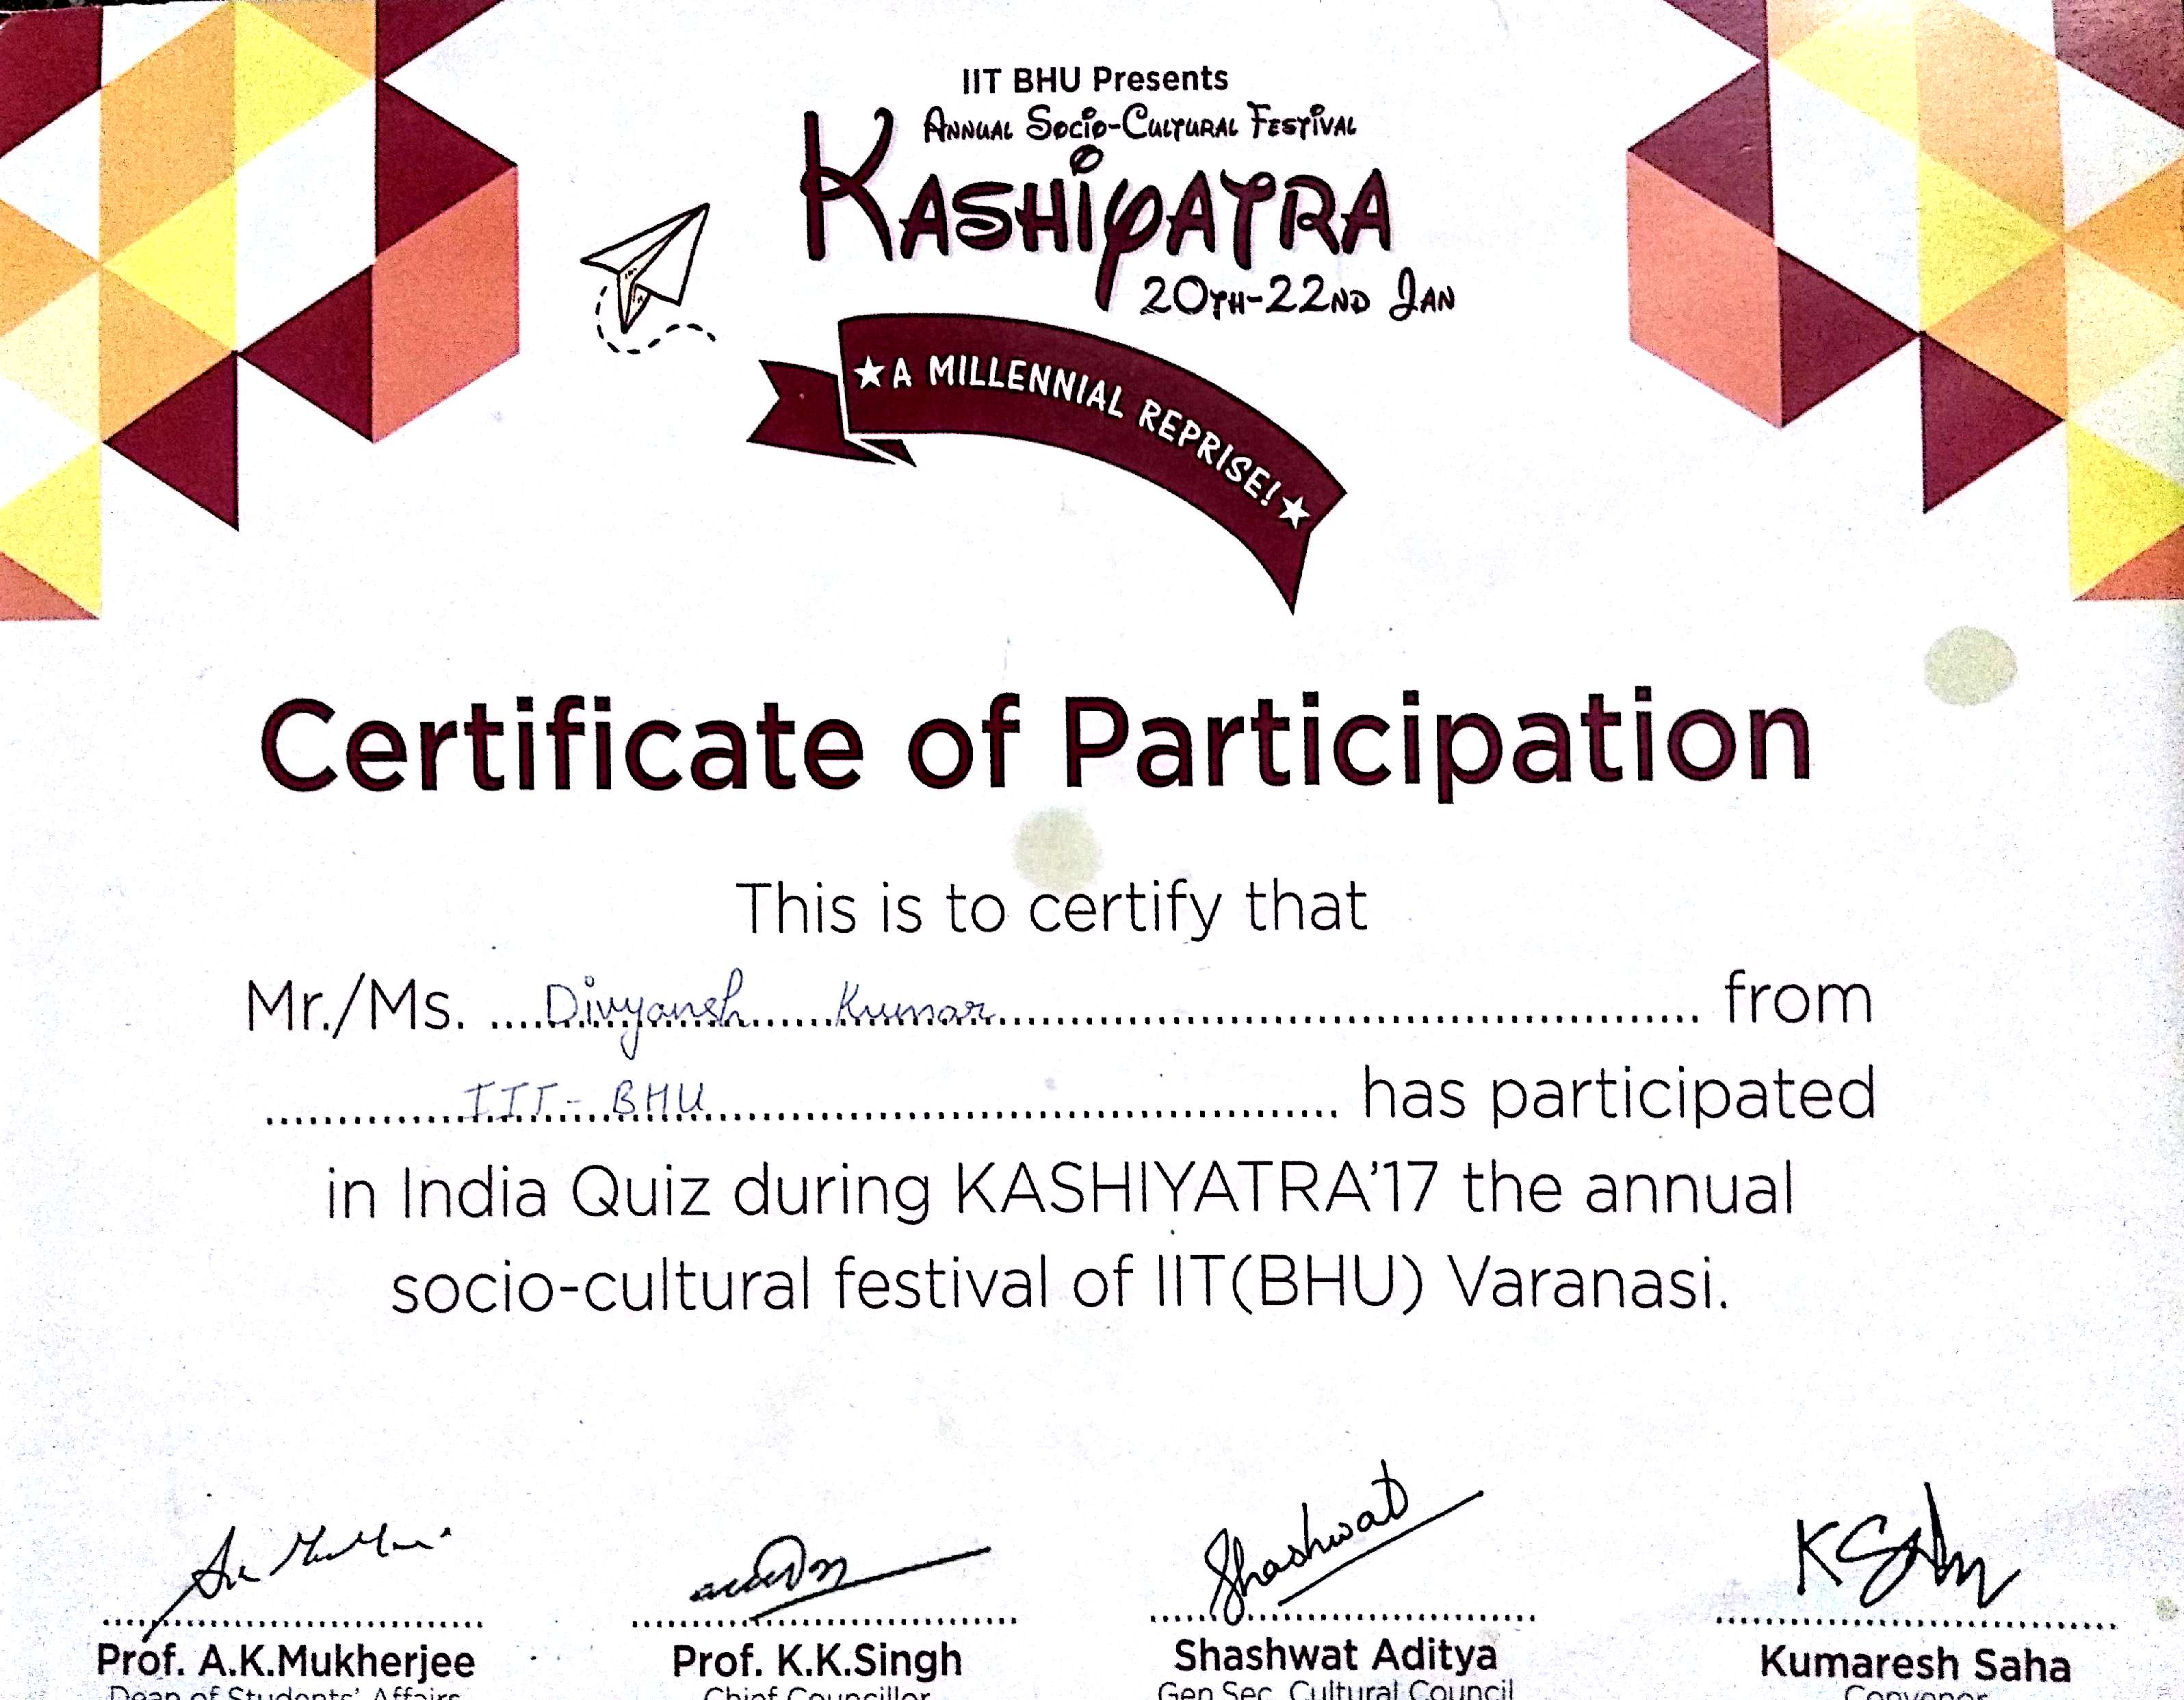 IIT BHU Presents
ANNUAL SOCIO-CULTURAL FESTIVAL
KASHIYATRA
20TH-22ND JAN
★A MILLENNIAL REPRISE!★
Certificate of Participation
This is to certify that
Mr./Ms. ....Divyansh Kumar.... from
....IIT-BHU.... has participated
in India Quiz during KASHIYATRA'17 the annual
socio-cultural festival of IIT(BHU) Varanasi.
Shashwat
KSaha
Prof. A.K.Mukherjee Prof. K.K.Singh Shashwat Aditya Kumaresh Saha
Dean of Students' Affairs Chief Councillor Gen Sec. Cultural Council Convenor